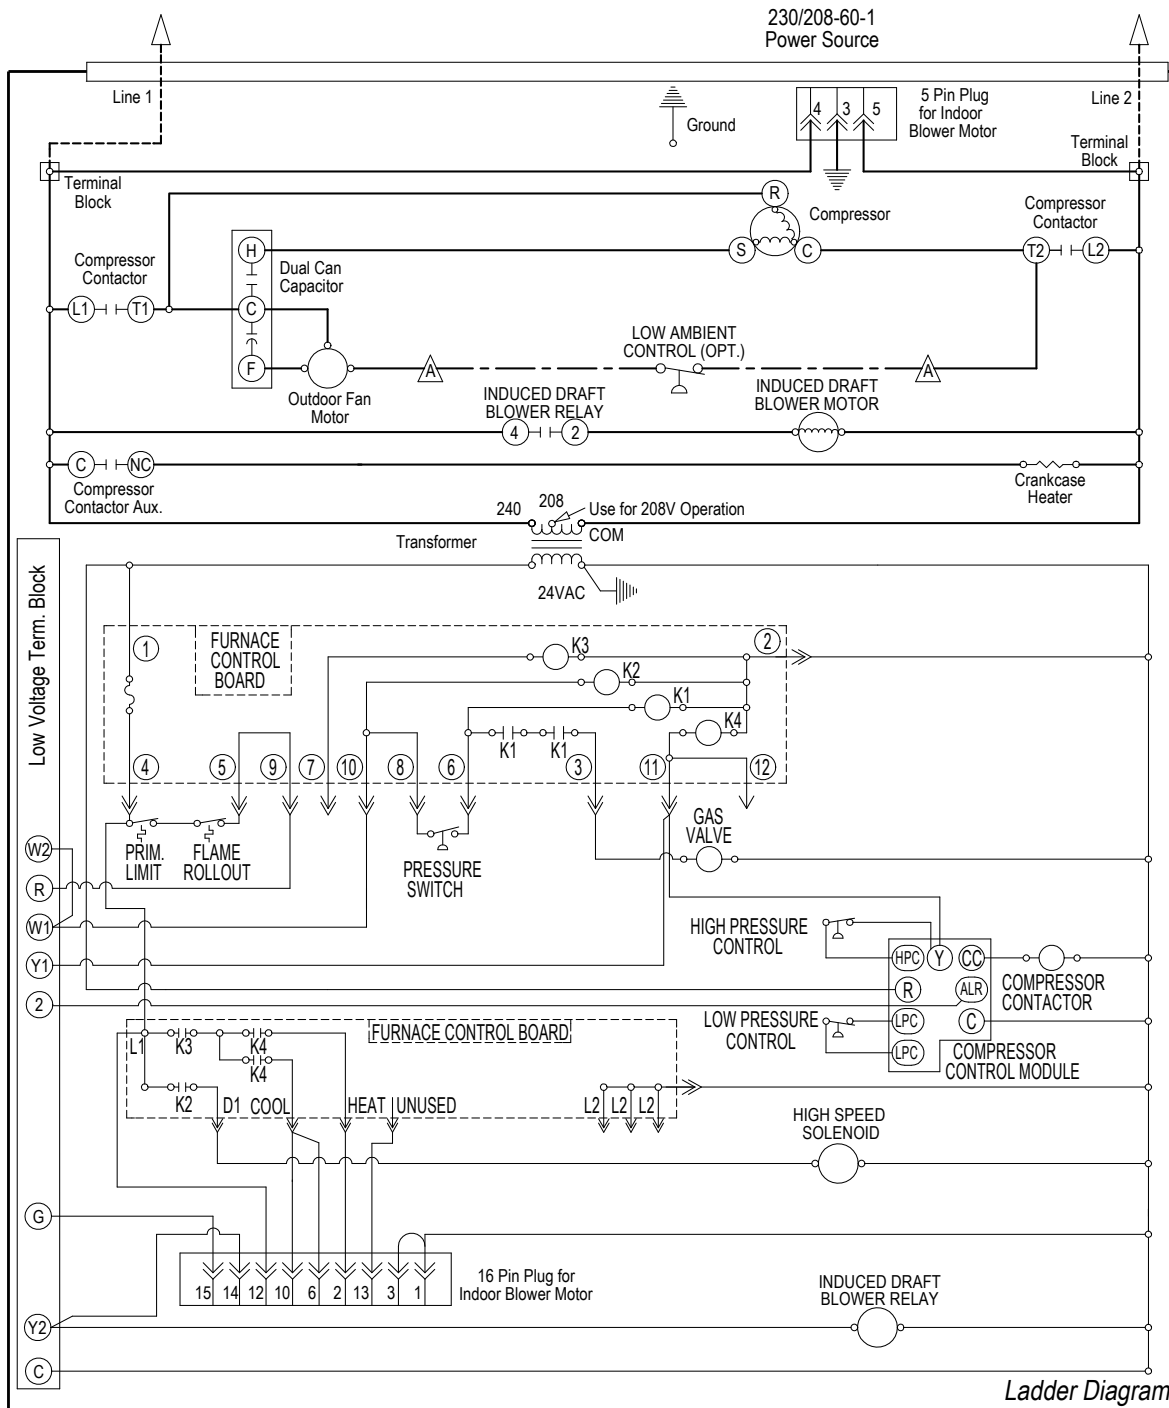 230/208-60-1
Power Source
Line 1
Ground
4 3 5
5 Pin Plug
for Indoor
Blower Motor
Line 2
Terminal
Block
Terminal
Block
R
Compressor
S
C
Compressor
Contactor
T2
L2
Compressor
Contactor
L1
T1
H
C
F
Dual Can
Capacitor
Outdoor Fan
Motor
A
LOW AMBIENT
CONTROL (OPT.)
A
INDUCED DRAFT
BLOWER RELAY
4
2
INDUCED DRAFT
BLOWER MOTOR
C
NC
Compressor
Contactor Aux.
Crankcase
Heater
240
208
Use for 208V Operation
COM
Transformer
24VAC
Low Voltage Term. Block
1
FURNACE
CONTROL
BOARD
K3
2
K2
K1
K4
K1
K1
4
5
9
7
10
8
6
3
11
12
PRIM.
LIMIT
FLAME
ROLLOUT
PRESSURE
SWITCH
GAS
VALVE
W2
R
W1
Y1
2
HIGH PRESSURE
CONTROL
HPC
Y
CC
R
ALR
LPC
C
LPC
COMPRESSOR
CONTACTOR
LOW PRESSURE
CONTROL
COMPRESSOR
CONTROL MODULE
FURNACE CONTROL BOARD
L1
K3
K4
K4
K2
D1
COOL
HEAT
UNUSED
L2
L2
L2
HIGH SPEED
SOLENOID
G
15 14 12 10 6 2 13 3 1
16 Pin Plug for
Indoor Blower Motor
INDUCED DRAFT
BLOWER RELAY
Y2
C
Ladder Diagram